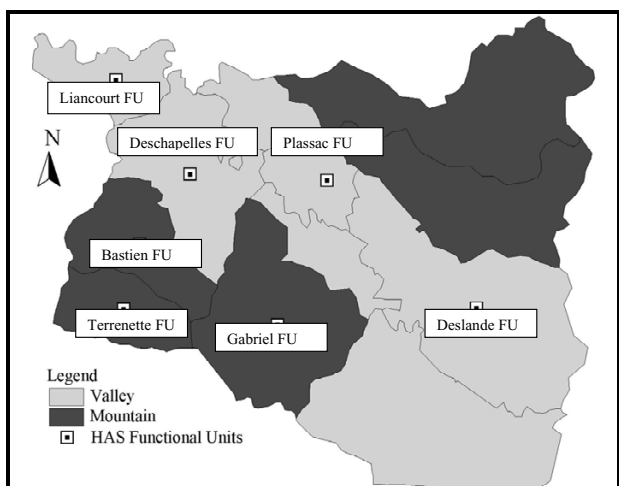 Liancourt FU
N
Deschapelles FU
Plassac FU
Bastien FU
Terrenette FU
Gabriel FU
Deslande FU
Legend
Valley
Mountain
HAS Functional Units